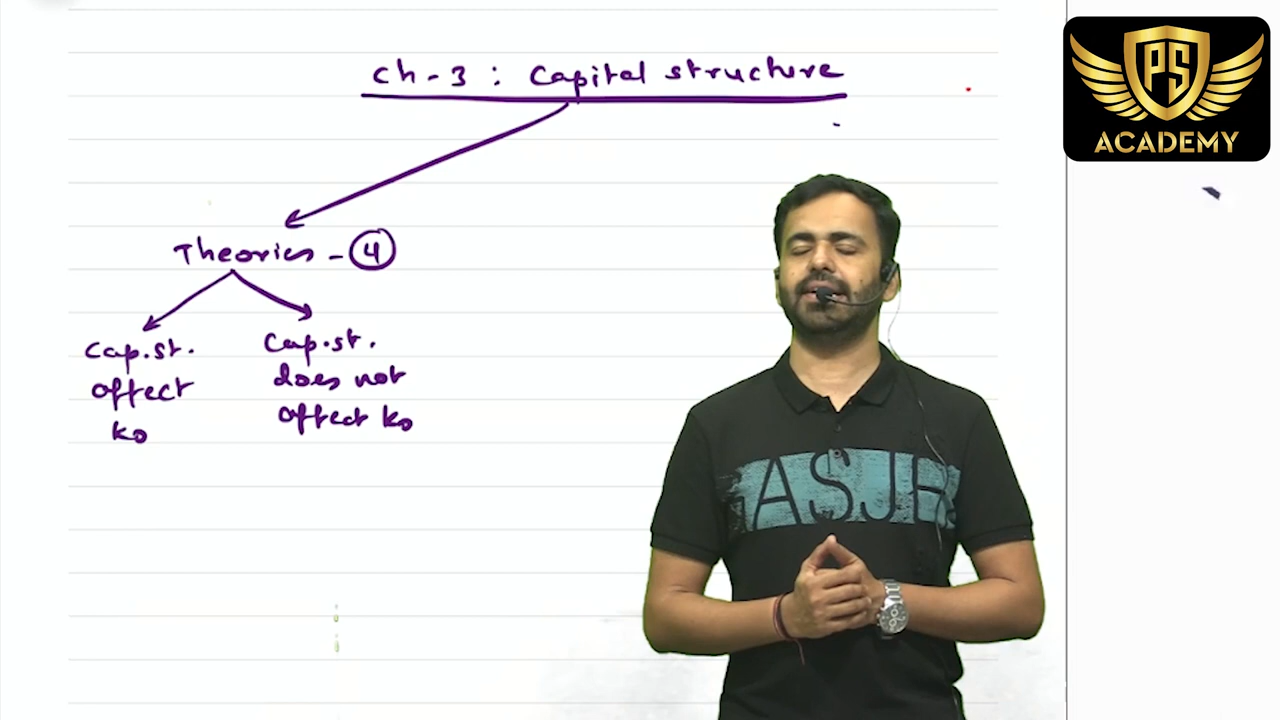 Ch-3 : Capital structure
Theories - 4
Cap.st.
affect
ko
Cap.st.
does not
affect ko
PS
ACADEMY
ASJE